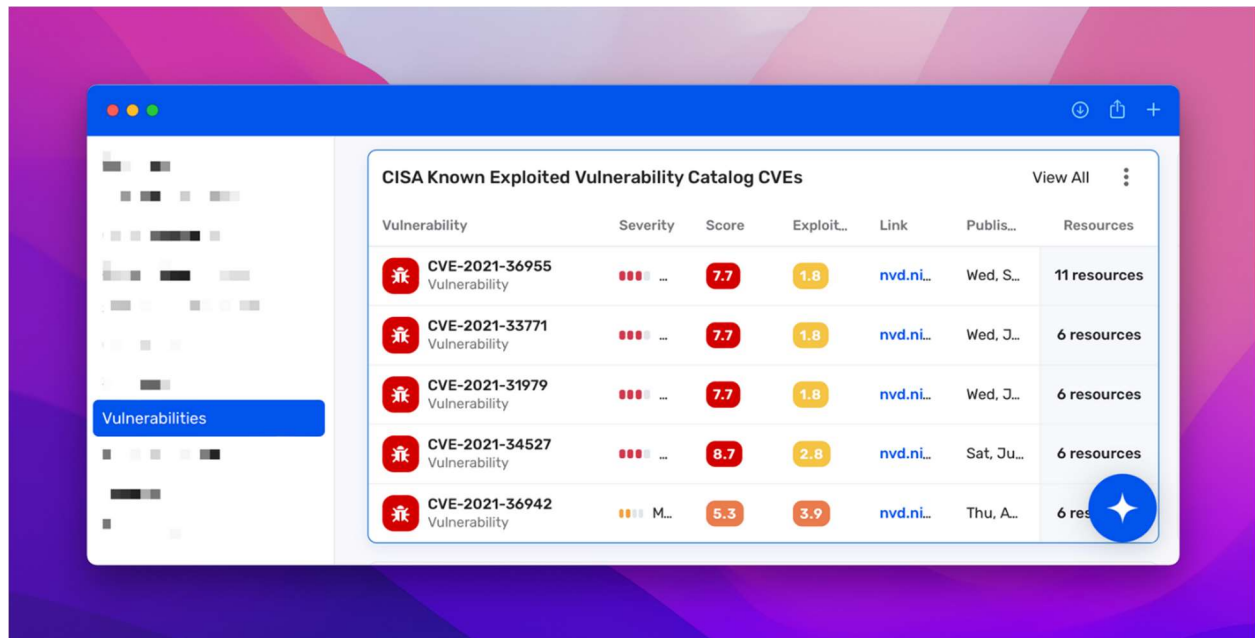 CISA Known Exploited Vulnerability Catalog CVEs View All
Vulnerability Severity Score Exploit... Link Publis... Resources
CVE-2021-36955
Vulnerability
... 7.7 1.8 nvd.ni... Wed, S... 11 resources
CVE-2021-33771
Vulnerability
... 7.7 1.8 nvd.ni... Wed, J... 6 resources
CVE-2021-31979
Vulnerability
... 7.7 1.8 nvd.ni... Wed, J... 6 resources
Vulnerabilities
CVE-2021-34527
Vulnerability
... 8.7 2.8 nvd.ni... Sat, Ju... 6 resources
CVE-2021-36942
Vulnerability
M... 5.3 3.9 nvd.ni... Thu, A... 6 res